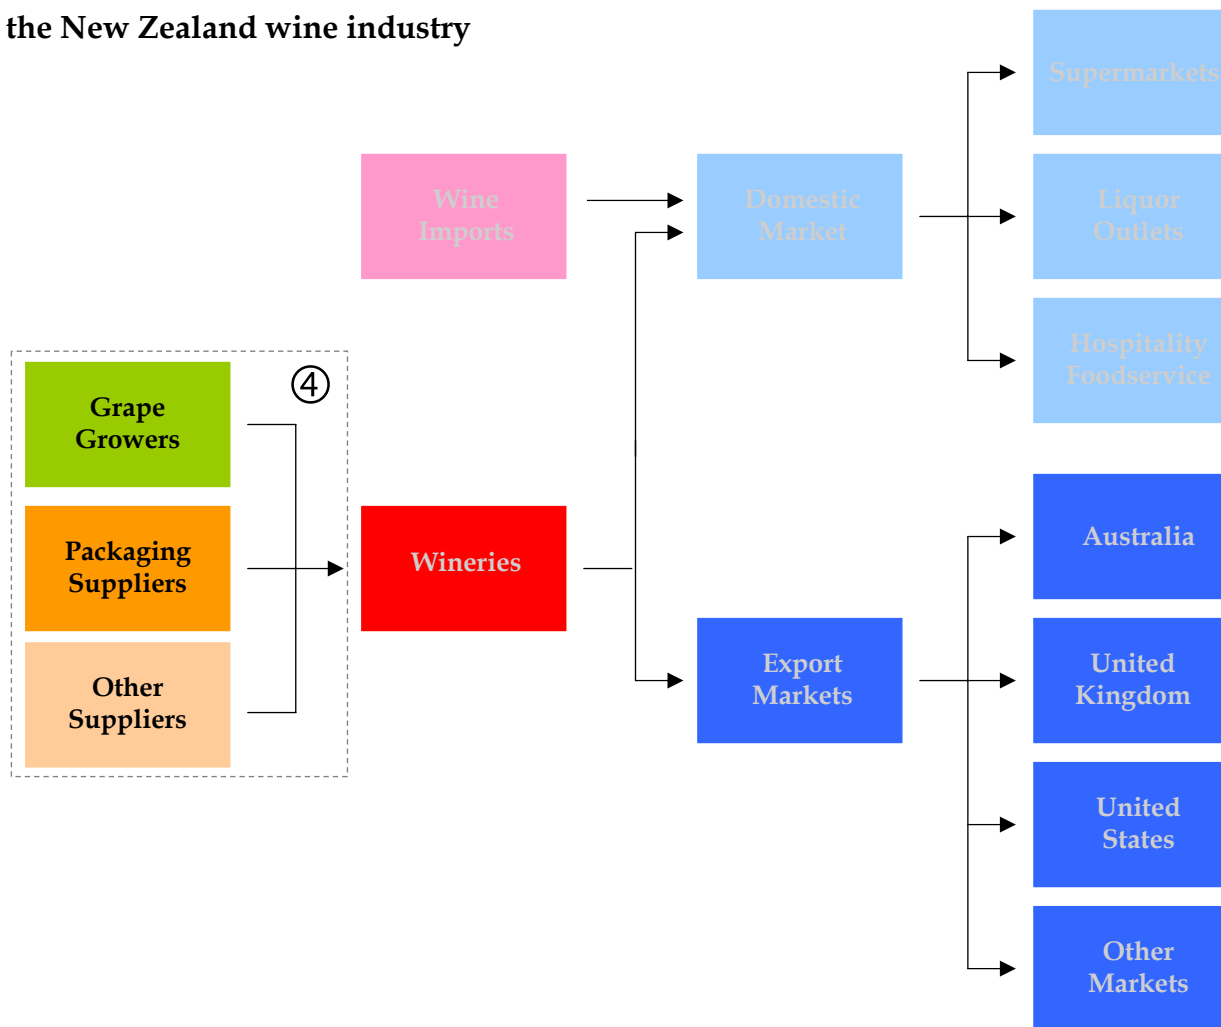 the New Zealand wine industry
Supermarkets
Wine
Imports
Domestic
Market
Liquor
Outlets
Hospitality
Foodservice
④
Grape
Growers
Packaging
Suppliers
Other
Suppliers
Wineries
Export
Markets
Australia
United
Kingdom
United
States
Other
Markets